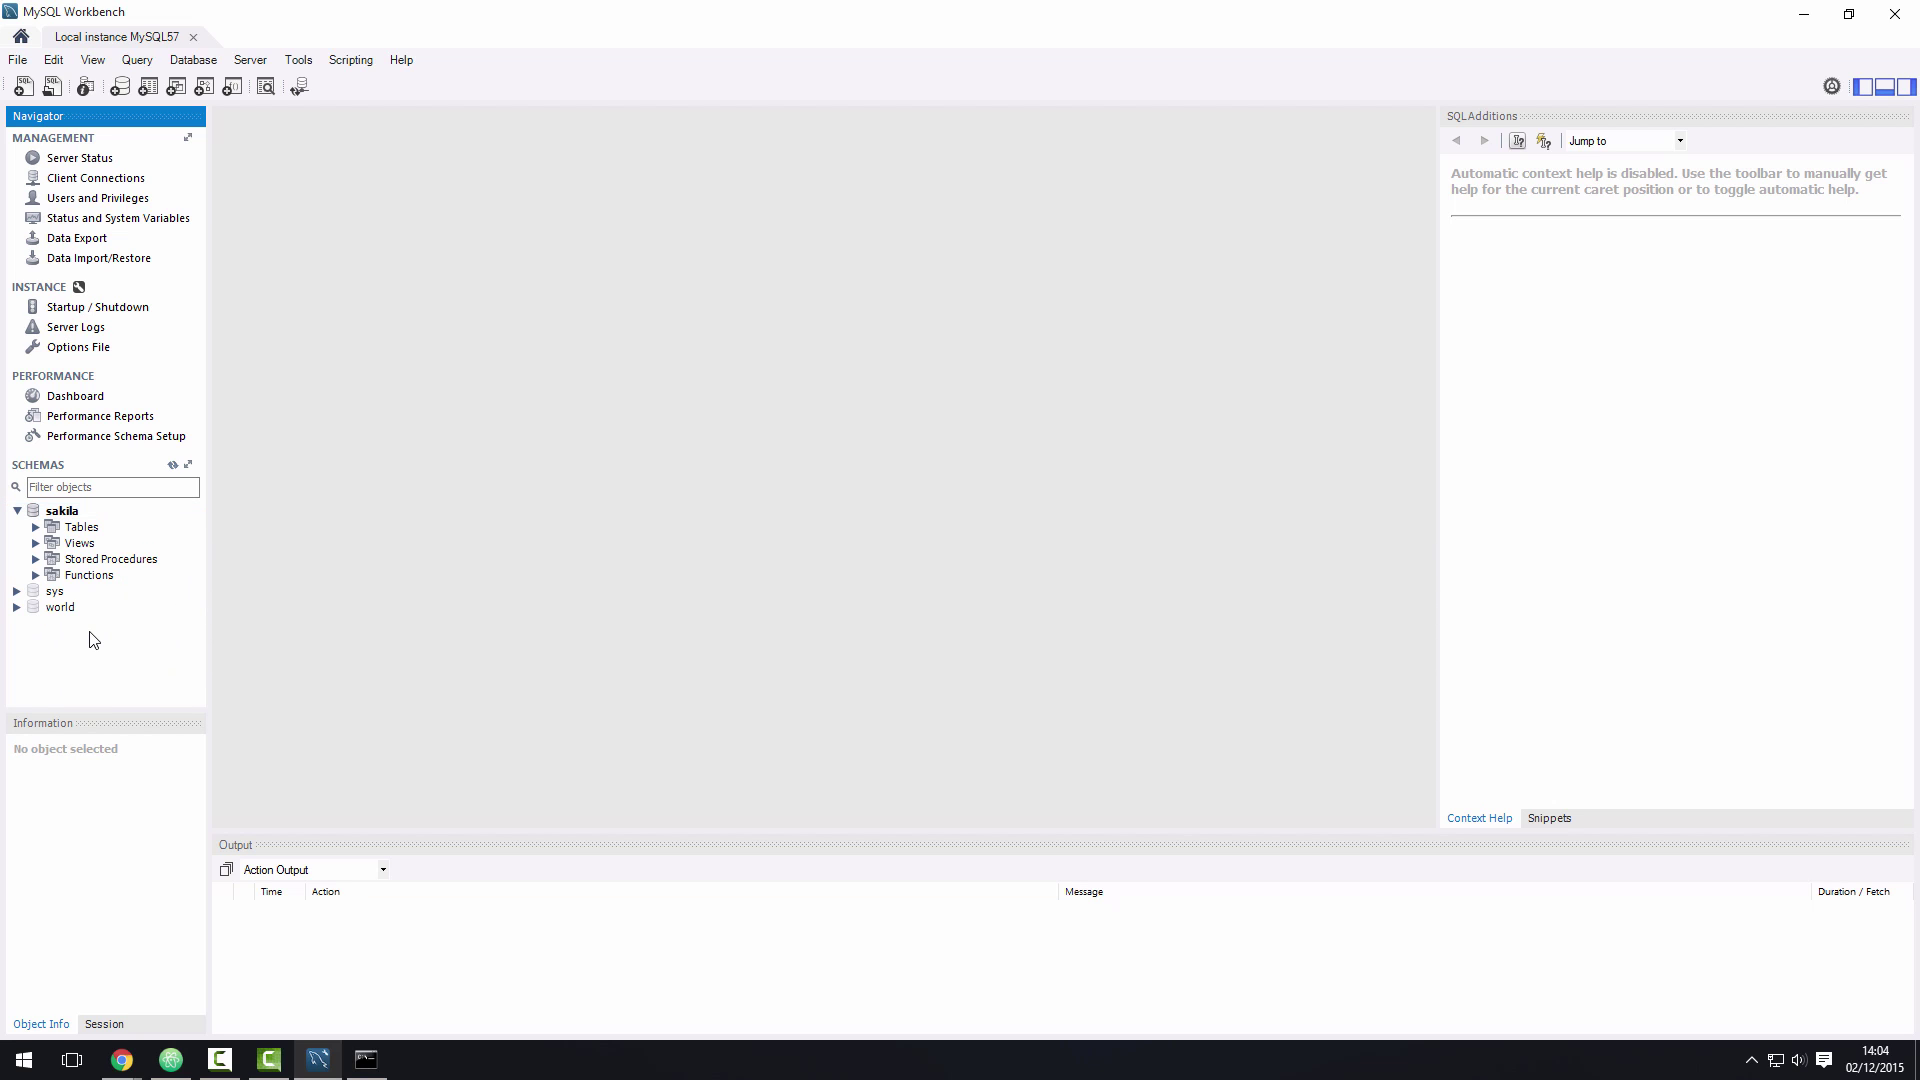 MySQL Workbench
Local instance MySQL57
File Edit View Query Database Server Tools Scripting Help
Navigator
MANAGEMENT
Server Status
Client Connections
Users and Privileges
Status and System Variables
Data Export
Data Import/Restore
INSTANCE
Startup / Shutdown
Server Logs
Options File
PERFORMANCE
Dashboard
Performance Reports
Performance Schema Setup
SCHEMAS
Filter objects
sakila
Tables
Views
Stored Procedures
Functions
sys
world
Information
No object selected
Object Info Session
SQLAdditions
Jump to
Automatic context help is disabled. Use the toolbar to manually get
help for the current caret position or to toggle automatic help.
Context Help Snippets
Output
Action Output
Time Action Message Duration / Fetch
14:04
02/12/2015